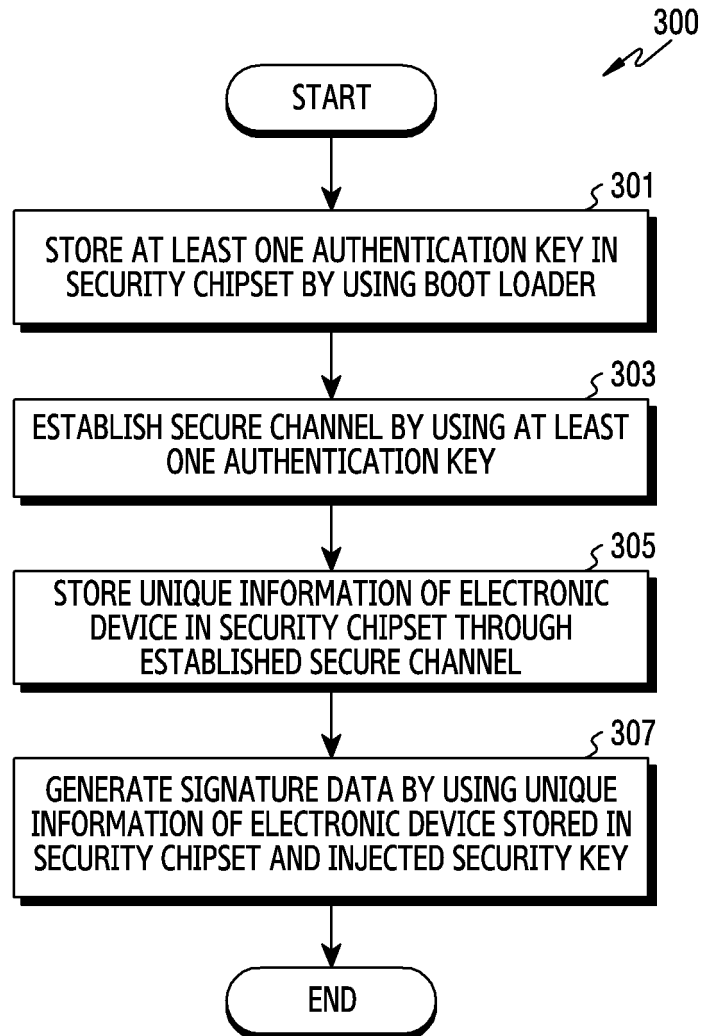 300
START
301
STORE AT LEAST ONE AUTHENTICATION KEY IN
SECURITY CHIPSET BY USING BOOT LOADER
303
ESTABLISH SECURE CHANNEL BY USING AT LEAST
ONE AUTHENTICATION KEY
305
STORE UNIQUE INFORMATION OF ELECTRONIC
DEVICE IN SECURITY CHIPSET THROUGH
ESTABLISHED SECURE CHANNEL
307
GENERATE SIGNATURE DATA BY USING UNIQUE
INFORMATION OF ELECTRONIC DEVICE STORED IN
SECURITY CHIPSET AND INJECTED SECURITY KEY
END